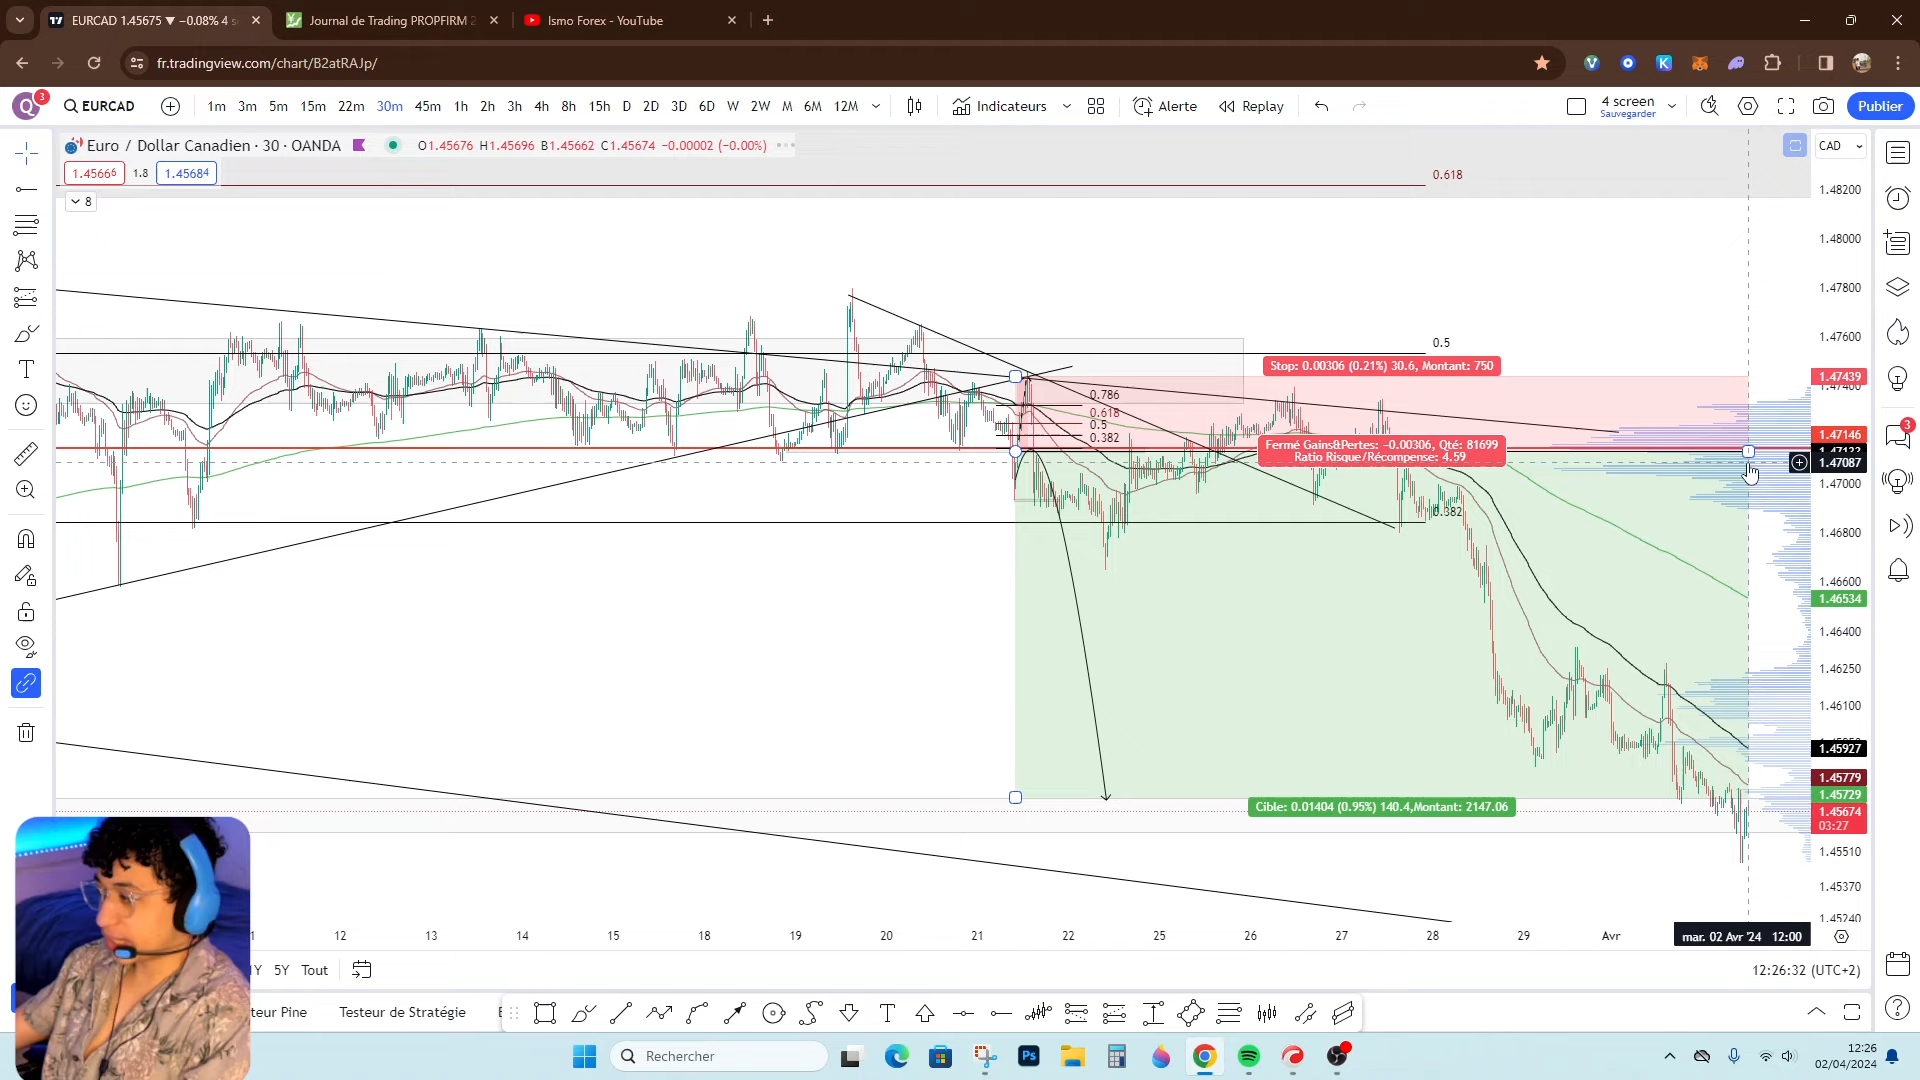 EURCAD 1.45675 ▼ −0.08% 4 s
Journal de Trading PROPFIRM 2
Ismo Forex - YouTube
fr.tradingview.com/chart/B2atRAJp/
Q 3 EURCAD 1m 3m 5m 15m 22m 30m 45m 1h 2h 3h 4h 8h 15h D 2D 3D 6D W 2W M 6M 12M Indicateurs Alerte Replay 4 screen Publier
Sauvegarder
Euro / Dollar Canadien · 30 · OANDA O1.45676 H1.45696 B1.45662 C1.45674 −0.00002 (−0.00%)
CAD
1.45666 1.8 1.45684
8
0.618
1.48200
1.48000
1.47800
1.47600
0.5
Stop: 0.00306 (0.21%) 30.6, Montant: 750
1.47439
1.47400
0.786
0.618
0.5
0.382
1.47146
Fermé Gains&Pertes: −0.00306, Qté: 81699
Ratio Risque/Récompense: 4.59
1.47087
3
1.47000
0.382
1.46800
1.46600
1.46534
1.46400
1.46250
1.46100
1.45927
1.45779
1.45729
Cible: 0.01404 (0.95%) 140.4,Montant: 2147.06
1.45674
03:27
1.45510
1.45370
1.45240
12 13 14 15 18 19 20 21 22 25 26 27 28 29 Avr mar. 02 Avr '24 12:00
5Y Tout
12:26:32 (UTC+2)
teur Pine Testeur de Stratégie
Rechercher
Ps
12:26
02/04/2024